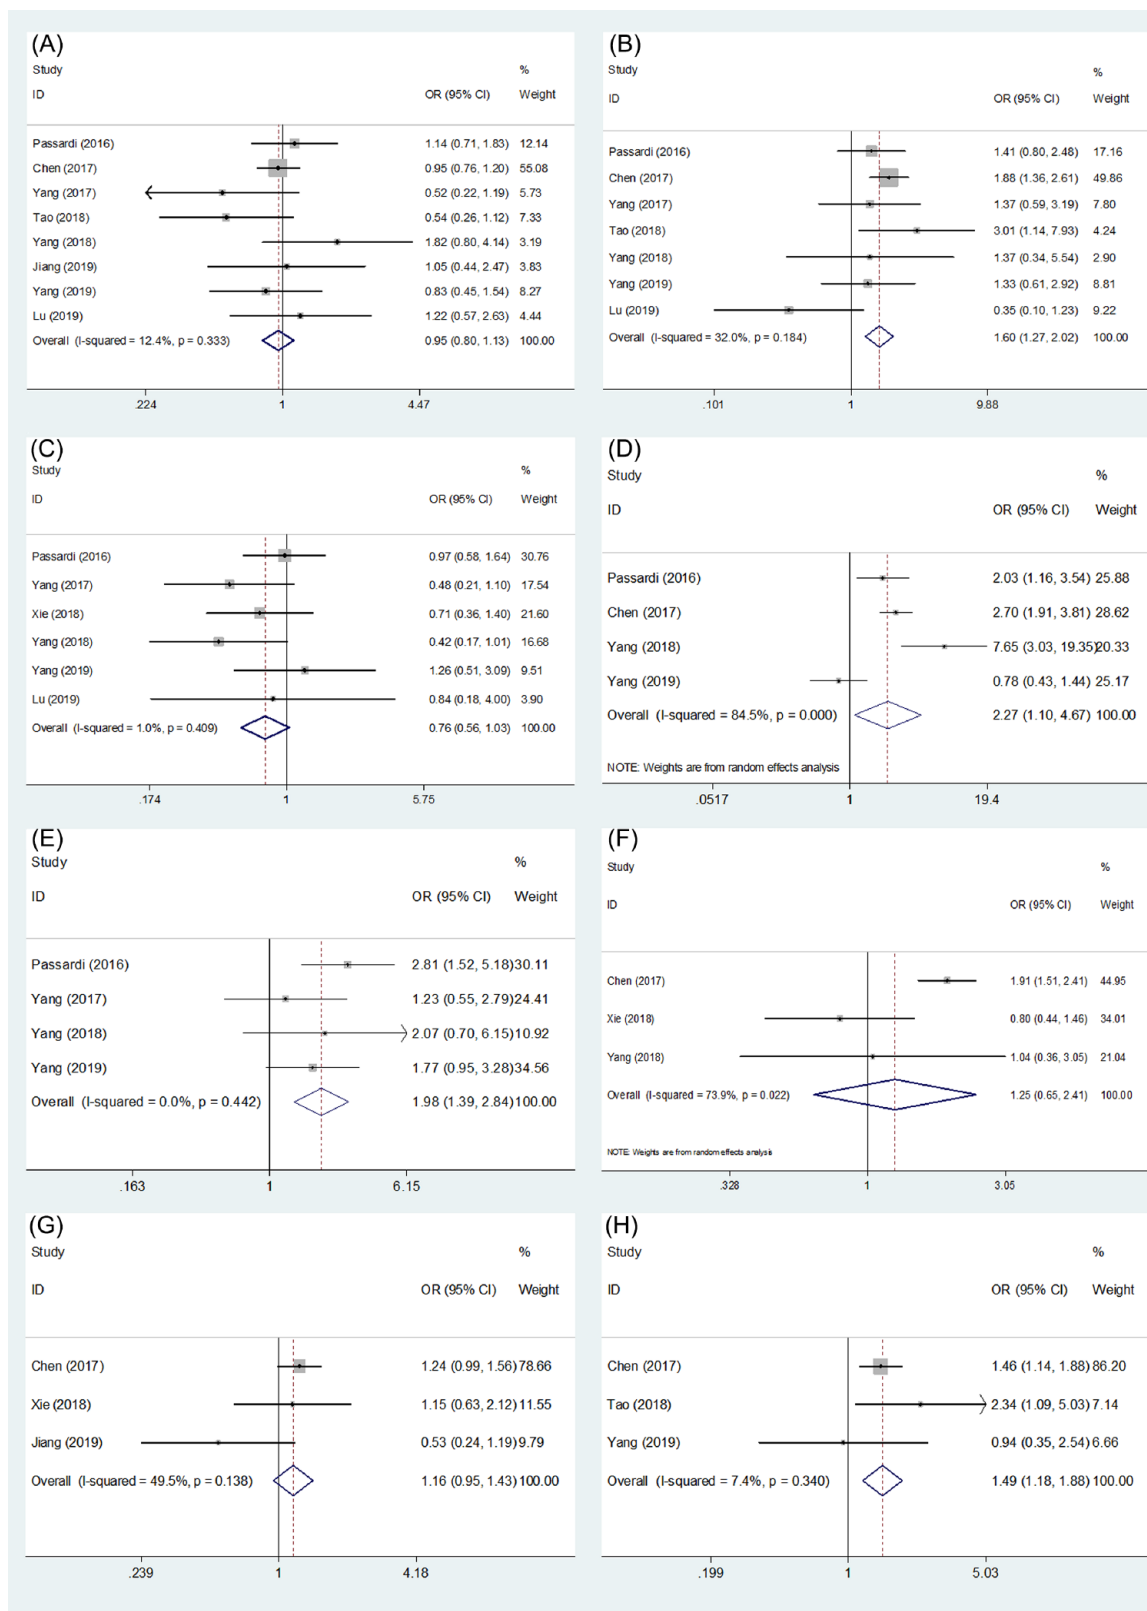 (A)
Study %
ID OR (95% CI) Weight
Passardi (2016) 1.14 (0.71, 1.83) 12.14
Chen (2017) 0.95 (0.76, 1.20) 55.08
Yang (2017) 0.52 (0.22, 1.19) 5.73
Tao (2018) 0.54 (0.26, 1.12) 7.33
Yang (2018) 1.82 (0.80, 4.14) 3.19
Jiang (2019) 1.05 (0.44, 2.47) 3.83
Yang (2019) 0.83 (0.45, 1.54) 8.27
Lu (2019) 1.22 (0.57, 2.63) 4.44
Overall (I-squared = 12.4%, p = 0.333) 0.95 (0.80, 1.13) 100.00
.224 1 4.47
(B)
Study %
ID OR (95% CI) Weight
Passardi (2016) 1.41 (0.80, 2.48) 17.16
Chen (2017) 1.88 (1.36, 2.61) 49.86
Yang (2017) 1.37 (0.59, 3.19) 7.80
Tao (2018) 3.01 (1.14, 7.93) 4.24
Yang (2018) 1.37 (0.34, 5.54) 2.90
Yang (2019) 1.33 (0.61, 2.92) 8.81
Lu (2019) 0.35 (0.10, 1.23) 9.22
Overall (I-squared = 32.0%, p = 0.184) 1.60 (1.27, 2.02) 100.00
.101 1 9.88
(C)
Study %
ID OR (95% CI) Weight
Passardi (2016) 0.97 (0.58, 1.64) 30.76
Yang (2017) 0.48 (0.21, 1.10) 17.54
Xie (2018) 0.71 (0.36, 1.40) 21.60
Yang (2018) 0.42 (0.17, 1.01) 16.68
Yang (2019) 1.26 (0.51, 3.09) 9.51
Lu (2019) 0.84 (0.18, 4.00) 3.90
Overall (I-squared = 1.0%, p = 0.409) 0.76 (0.56, 1.03) 100.00
.174 1 5.75
(D)
Study %
ID OR (95% CI) Weight
Passardi (2016) 2.03 (1.16, 3.54) 25.88
Chen (2017) 2.70 (1.91, 3.81) 28.62
Yang (2018) 7.65 (3.03, 19.35) 20.33
Yang (2019) 0.78 (0.43, 1.44) 25.17
Overall (I-squared = 84.5%, p = 0.000) 2.27 (1.10, 4.67) 100.00
NOTE: Weights are from random effects analysis
.0517 1 19.4
(E)
Study %
ID OR (95% CI) Weight
Passardi (2016) 2.81 (1.52, 5.18) 30.11
Yang (2017) 1.23 (0.55, 2.79) 24.41
Yang (2018) 2.07 (0.70, 6.15) 10.92
Yang (2019) 1.77 (0.95, 3.28) 34.56
Overall (I-squared = 0.0%, p = 0.442) 1.98 (1.39, 2.84) 100.00
.163 1 6.15
(F)
Study %
ID OR (95% CI) Weight
Chen (2017) 1.91 (1.51, 2.41) 44.95
Xie (2018) 0.80 (0.44, 1.46) 34.01
Yang (2018) 1.04 (0.36, 3.05) 21.04
Overall (I-squared = 73.9%, p = 0.022) 1.25 (0.65, 2.41) 100.00
NOTE: Weights are from random effects analysis
.328 1 3.05
(G)
Study %
ID OR (95% CI) Weight
Chen (2017) 1.24 (0.99, 1.56) 78.66
Xie (2018) 1.15 (0.63, 2.12) 11.55
Jiang (2019) 0.53 (0.24, 1.19) 9.79
Overall (I-squared = 49.5%, p = 0.138) 1.16 (0.95, 1.43) 100.00
.239 1 4.18
(H)
Study %
ID OR (95% CI) Weight
Chen (2017) 1.46 (1.14, 1.88) 86.20
Tao (2018) 2.34 (1.09, 5.03) 7.14
Yang (2019) 0.94 (0.35, 2.54) 6.66
Overall (I-squared = 7.4%, p = 0.340) 1.49 (1.18, 1.88) 100.00
.199 1 5.03